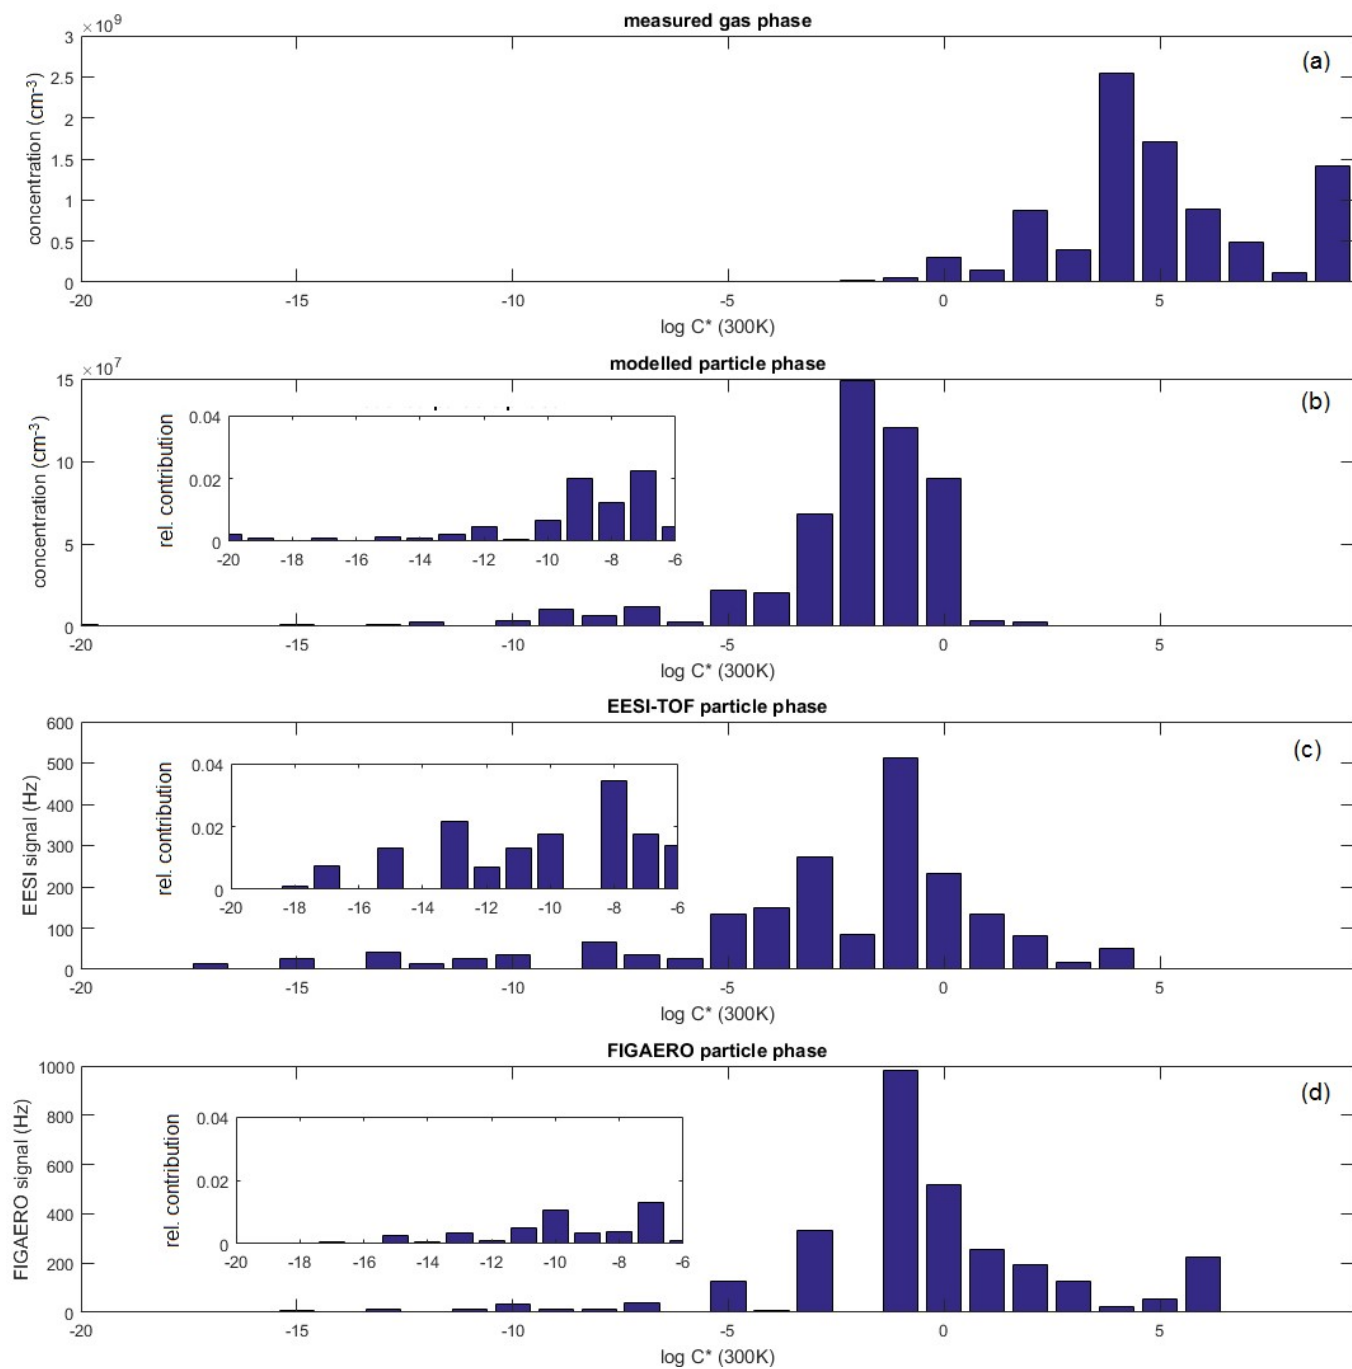 measured gas phase
×10⁹
(a)
concentration (cm⁻³)
3
2.5
2
1.5
1
0.5
0
-20 -15 -10 -5 0 5
log C* (300K)
modelled particle phase
×10⁷
(b)
concentration (cm⁻³)
15
10
5
0
rel. contribution
0.04
0.02
0
-20 -18 -16 -14 -12 -10 -8 -6
-20 -15 -10 -5 0 5
log C* (300K)
EESI-TOF particle phase
(c)
EESI signal (Hz)
600
500
400
300
200
100
0
rel. contribution
0.04
0.02
0
-20 -18 -16 -14 -12 -10 -8 -6
-20 -15 -10 -5 0 5
log C* (300K)
FIGAERO particle phase
(d)
FIGAERO signal (Hz)
1000
800
600
400
200
0
rel. contribution
0.04
0.02
0
-20 -18 -16 -14 -12 -10 -8 -6
-20 -15 -10 -5 0 5
log C* (300K)